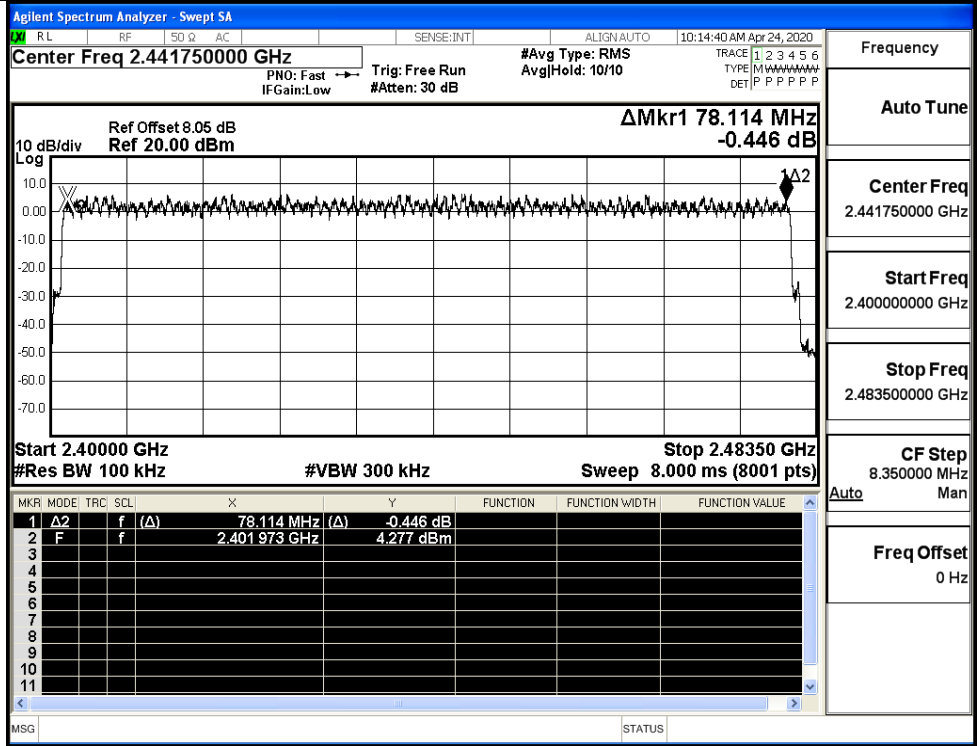 Agilent Spectrum Analyzer - Swept SA
LXI RL RF 50 Ω AC SENSE:INT ALIGNAUTO 10:14:40 AM Apr 24, 2020
Center Freq 2.441750000 GHz
#Avg Type: RMS
TRACE 1 2 3 4 5 6
PNO: Fast
Trig: Free Run
Avg|Hold: 10/10
TYPE M WWWWW
IFGain:Low
#Atten: 30 dB
DET P P P P P P
ΔMkr1 78.114 MHz
-0.446 dB
Ref Offset 8.05 dB
10 dB/div Ref 20.00 dBm
Log
1Δ2
10.0
0.00
-10.0
-20.0
-30.0
-40.0
-50.0
-60.0
-70.0
Start 2.40000 GHz Stop 2.48350 GHz
#Res BW 100 kHz #VBW 300 kHz Sweep 8.000 ms (8001 pts)
MKR MODE TRC SCL X Y FUNCTION FUNCTION WIDTH FUNCTION VALUE
1 Δ2 f (Δ) 78.114 MHz (Δ) -0.446 dB
2 F f 2.401 973 GHz 4.277 dBm
3
4
5
6
7
8
9
10
11
MSG STATUS
Frequency
Auto Tune
Center Freq
2.441750000 GHz
Start Freq
2.400000000 GHz
Stop Freq
2.483500000 GHz
CF Step
8.350000 MHz
Auto Man
Freq Offset
0 Hz